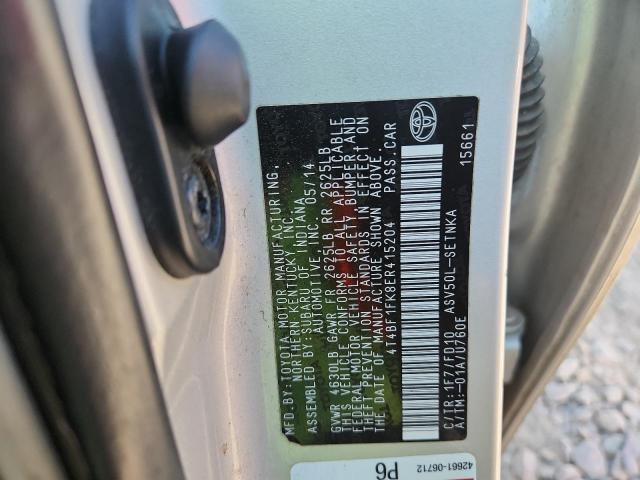 MFD.BY:TOYOTA MOTOR MANUFACTURING,
NORTHERN KENTUCKY, INC.
ASSEMBLED BY:SUBARU OF INDIANA
AUTOMOTIVE, INC. 05/14
GVWR 4630LB GAWR FR 2625LB RR 2625LB
THIS VEHICLE CONFORMS TO ALL APPLICABLE
FEDERAL MOTOR VEHICLE SAFETY, BUMPER, AND
THEFT PREVENTION STANDARDS IN EFFECT ON
THE DATE OF MANUFACTURE SHOWN ABOVE.
4T4BF1FK8ER415204 PASS.CAR
C/TR:1F7/FD10 ASV50L-SETNKA
A/TM:-01A/U760E 15661
42661-06712
P6